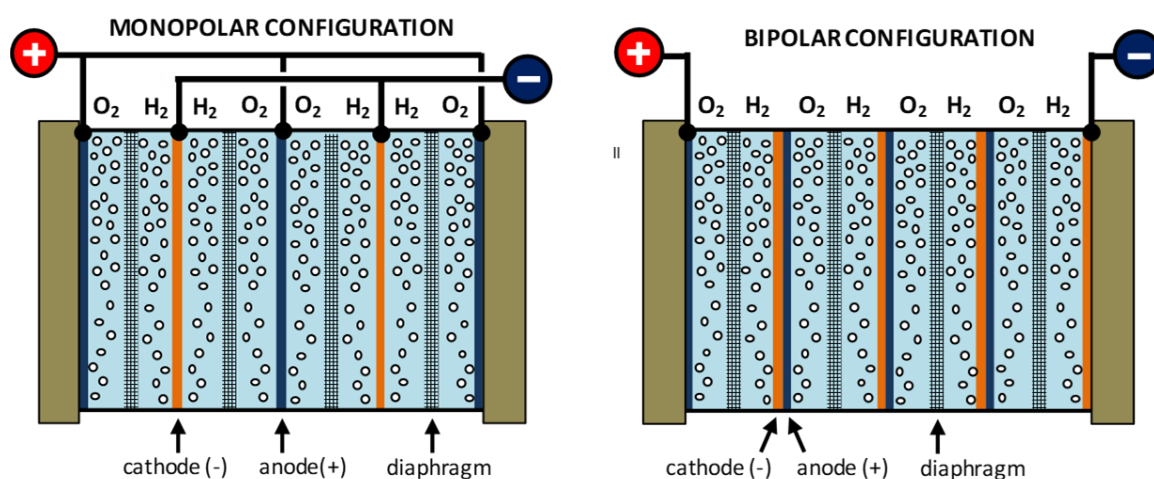 MONOPOLAR CONFIGURATION
+
−
O₂ H₂ H₂ O₂ O₂ H₂ H₂ O₂
cathode (-) anode(+) diaphragm
BIPOLAR CONFIGURATION
+
−
O₂ H₂ O₂ H₂ O₂ H₂ O₂ H₂
=
cathode (-) anode (+) diaphragm